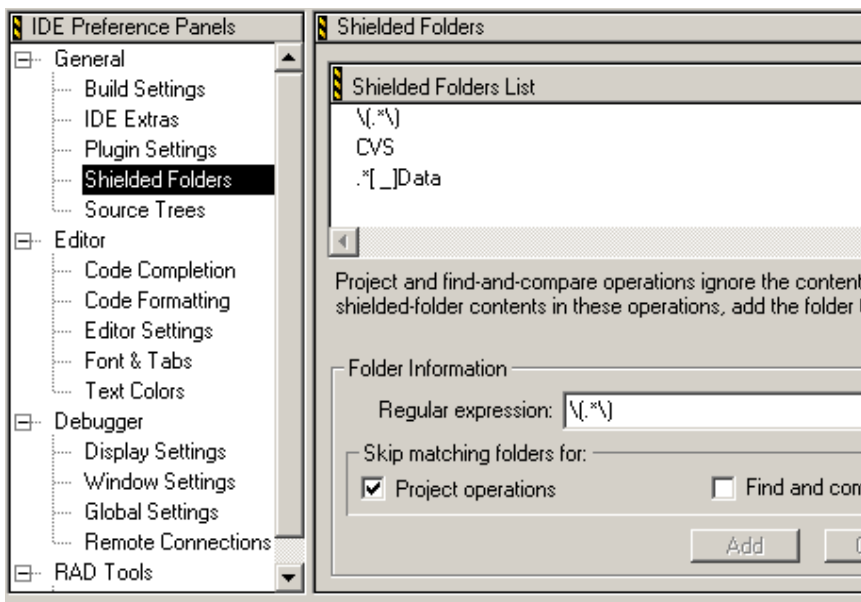 IDE Preference Panels
General
Build Settings
IDE Extras
Plugin Settings
Shielded Folders
Source Trees
Editor
Code Completion
Code Formatting
Editor Settings
Font & Tabs
Text Colors
Debugger
Display Settings
Window Settings
Global Settings
Remote Connections
RAD Tools
Shielded Folders
Shielded Folders List
\(.*\)
CVS
.*[ _]Data
Project and find-and-compare operations ignore the content
shielded-folder contents in these operations, add the folder
Folder Information
Regular expression: \(.*\)
Skip matching folders for:
Project operations
Find and com
Add